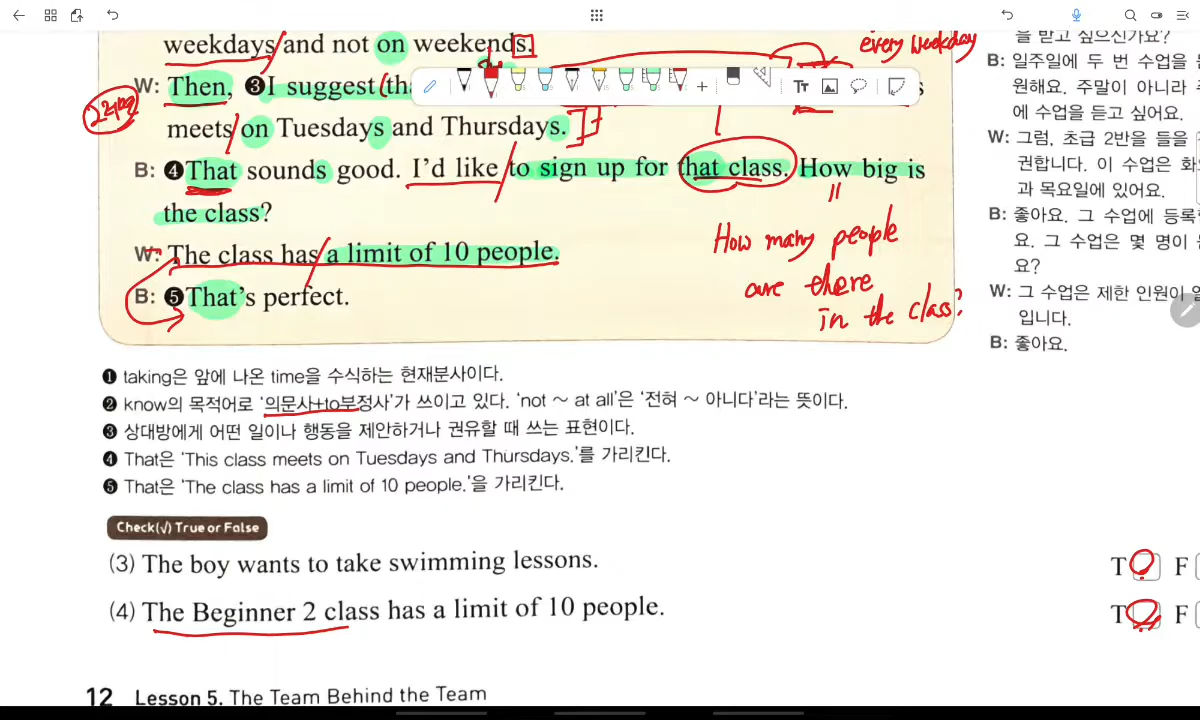 weekdays and not on weekends.
every weekday
W: Then, ❸I suggest (tha
meets on Tuesdays and Thursdays.
B: ❹That sounds good. I'd like to sign up for that class. How big is
the class?
How many people
are there
in the class?
W: The class has a limit of 10 people.
B: ❺That's perfect.
을 받고 싶으신가요?
B: 일주일에 두 번 수업을
원해요. 주말이 아니라
에 수업을 듣고 싶어요.
W: 그럼, 초급 2반을 들을
권합니다. 이 수업은 화
과 목요일에 있어요.
B: 좋아요. 그 수업에 등록
요. 그 수업은 몇 명이
요?
W: 그 수업은 제한 인원이
입니다.
B: 좋아요.
❶ taking은 앞에 나온 time을 수식하는 현재분사이다.
❷ know의 목적어로 '의문사+to부정사'가 쓰이고 있다. 'not ~ at all'은 '전혀 ~ 아니다'라는 뜻이다.
❸ 상대방에게 어떤 일이나 행동을 제안하거나 권유할 때 쓰는 표현이다.
❹ That은 'This class meets on Tuesdays and Thursdays.'를 가리킨다.
❺ That은 'The class has a limit of 10 people.'을 가리킨다.
Check(√) True or False
(3) The boy wants to take swimming lessons.
T F
(4) The Beginner 2 class has a limit of 10 people.
T F
12 Lesson 5. The Team Behind the Team